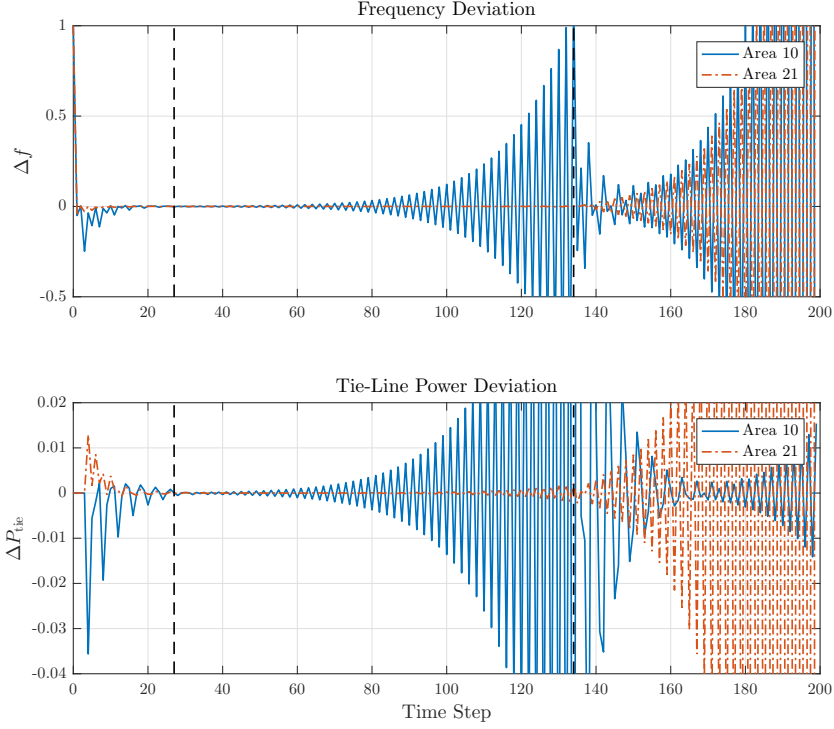 Frequency Deviation
1
0.5
0
-0.5
Δf
Area 10
Area 21
0 20 40 60 80 100 120 140 160 180 200
Tie-Line Power Deviation
0.02
0.01
0
-0.01
-0.02
-0.03
-0.04
ΔP_tie
Area 10
Area 21
0 20 40 60 80 100 120 140 160 180 200
Time Step